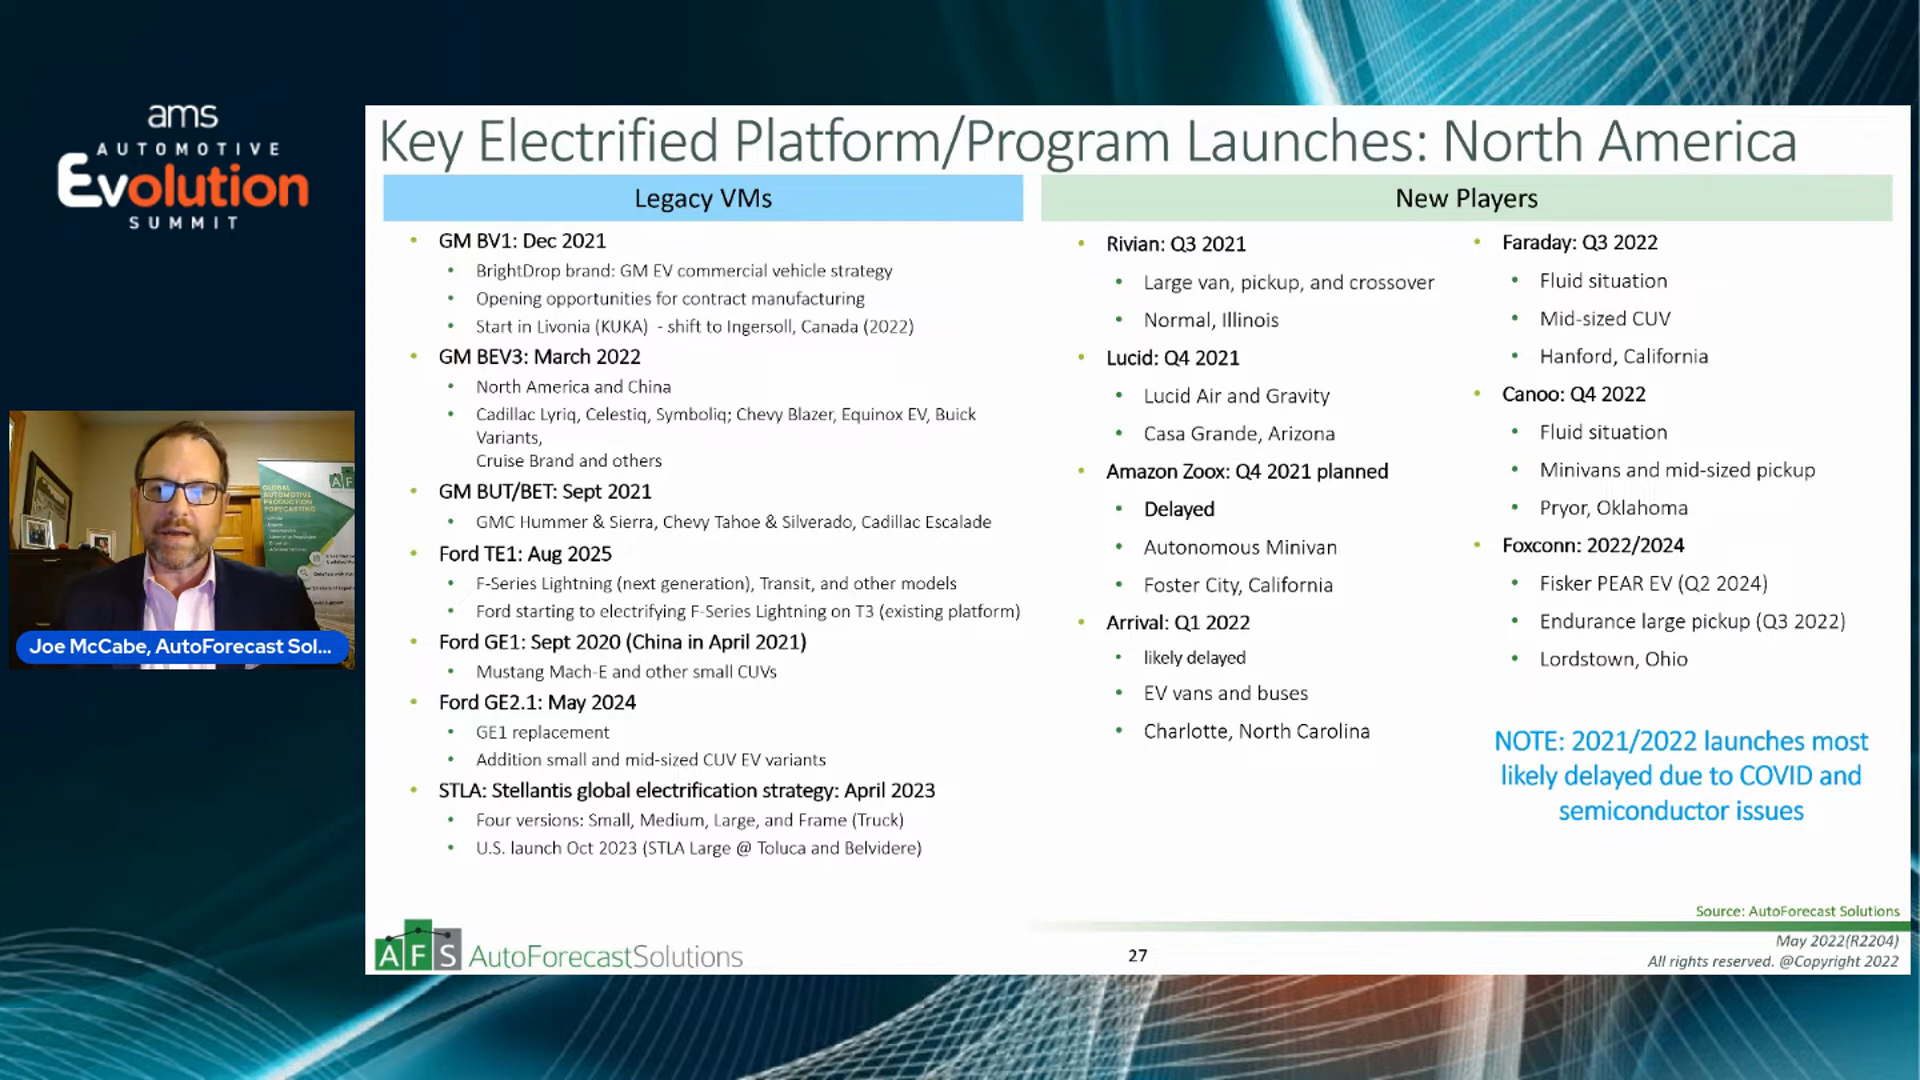 ams
AUTOMOTIVE
Evolution
SUMMIT
Joe McCabe, AutoForecast Sol...
GLOBAL
AUTOMOTIVE
PRODUCTION
FORECASTING
Key Electrified Platform/Program Launches: North America
Legacy VMs
• GM BV1: Dec 2021
• BrightDrop brand: GM EV commercial vehicle strategy
• Opening opportunities for contract manufacturing
• Start in Livonia (KUKA) - shift to Ingersoll, Canada (2022)
• GM BEV3: March 2022
• North America and China
• Cadillac Lyriq, Celestiq, Symboliq; Chevy Blazer, Equinox EV, Buick
Variants,
Cruise Brand and others
• GM BUT/BET: Sept 2021
• GMC Hummer & Sierra, Chevy Tahoe & Silverado, Cadillac Escalade
• Ford TE1: Aug 2025
• F-Series Lightning (next generation), Transit, and other models
• Ford starting to electrifying F-Series Lightning on T3 (existing platform)
• Ford GE1: Sept 2020 (China in April 2021)
• Mustang Mach-E and other small CUVs
• Ford GE2.1: May 2024
• GE1 replacement
• Addition small and mid-sized CUV EV variants
• STLA: Stellantis global electrification strategy: April 2023
• Four versions: Small, Medium, Large, and Frame (Truck)
• U.S. launch Oct 2023 (STLA Large @ Toluca and Belvidere)
New Players
• Rivian: Q3 2021
• Large van, pickup, and crossover
• Normal, Illinois
• Lucid: Q4 2021
• Lucid Air and Gravity
• Casa Grande, Arizona
• Amazon Zoox: Q4 2021 planned
• Delayed
• Autonomous Minivan
• Foster City, California
• Arrival: Q1 2022
• likely delayed
• EV vans and buses
• Charlotte, North Carolina
• Faraday: Q3 2022
• Fluid situation
• Mid-sized CUV
• Hanford, California
• Canoo: Q4 2022
• Fluid situation
• Minivans and mid-sized pickup
• Pryor, Oklahoma
• Foxconn: 2022/2024
• Fisker PEAR EV (Q2 2024)
• Endurance large pickup (Q3 2022)
• Lordstown, Ohio
NOTE: 2021/2022 launches most
likely delayed due to COVID and
semiconductor issues
Source: AutoForecast Solutions
AFS AutoForecastSolutions
27
May 2022(R2204)
All rights reserved. @Copyright 2022